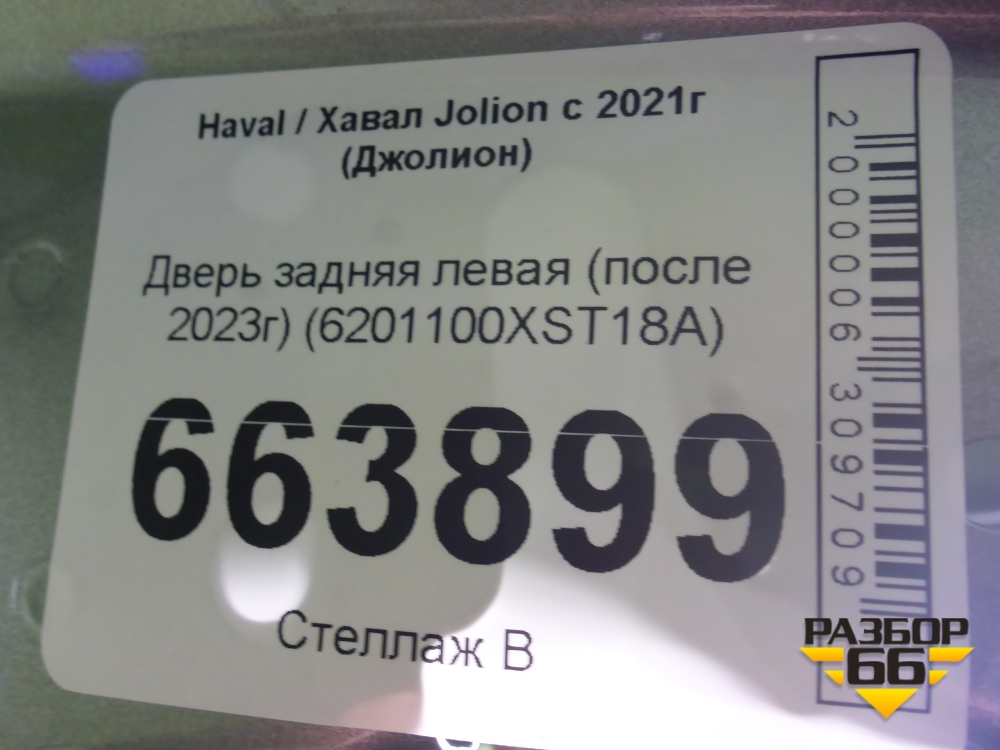 Haval / Хавал Jolion с 2021г
(Джолион)
Дверь задняя левая (после
2023г) (6201100XST18A)
663899
Стеллаж В
2000006309709
РАЗБОР
66